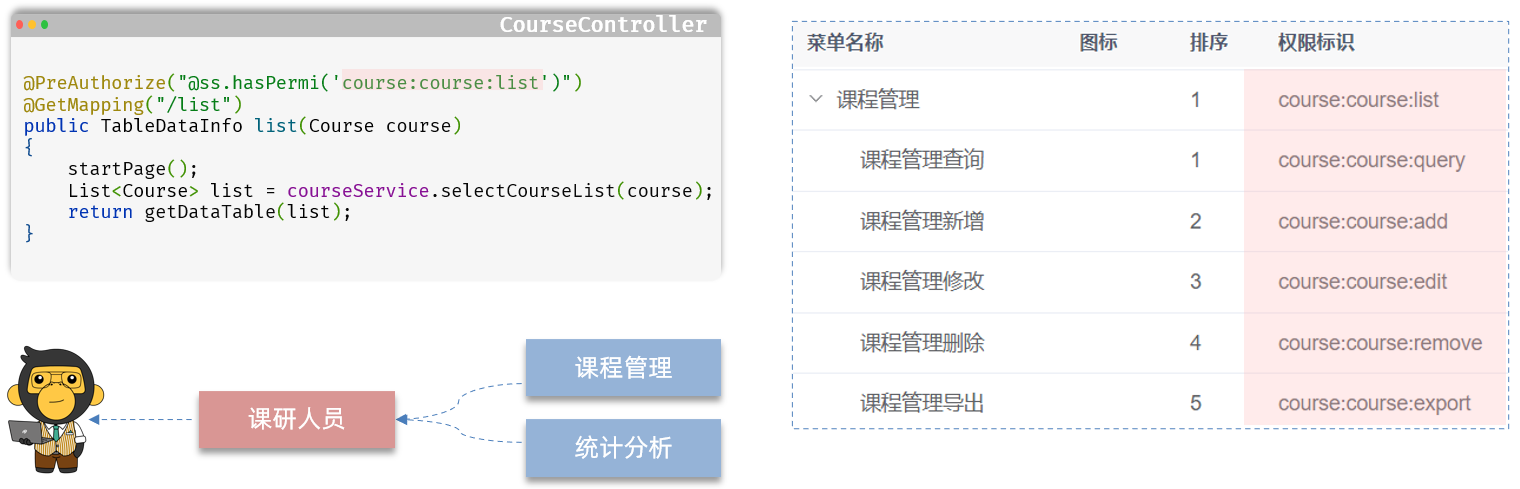 CourseController
@PreAuthorize("@ss.hasPermi('course:course:list')")
@GetMapping("/list")
public TableDataInfo list(Course course)
{
    startPage();
    List<Course> list = courseService.selectCourseList(course);
    return getDataTable(list);
}
菜单名称 图标 排序 权限标识
课程管理 1 course:course:list
课程管理查询 1 course:course:query
课程管理新增 2 course:course:add
课程管理修改 3 course:course:edit
课程管理删除 4 course:course:remove
课程管理导出 5 course:course:export
课研人员
课程管理
统计分析